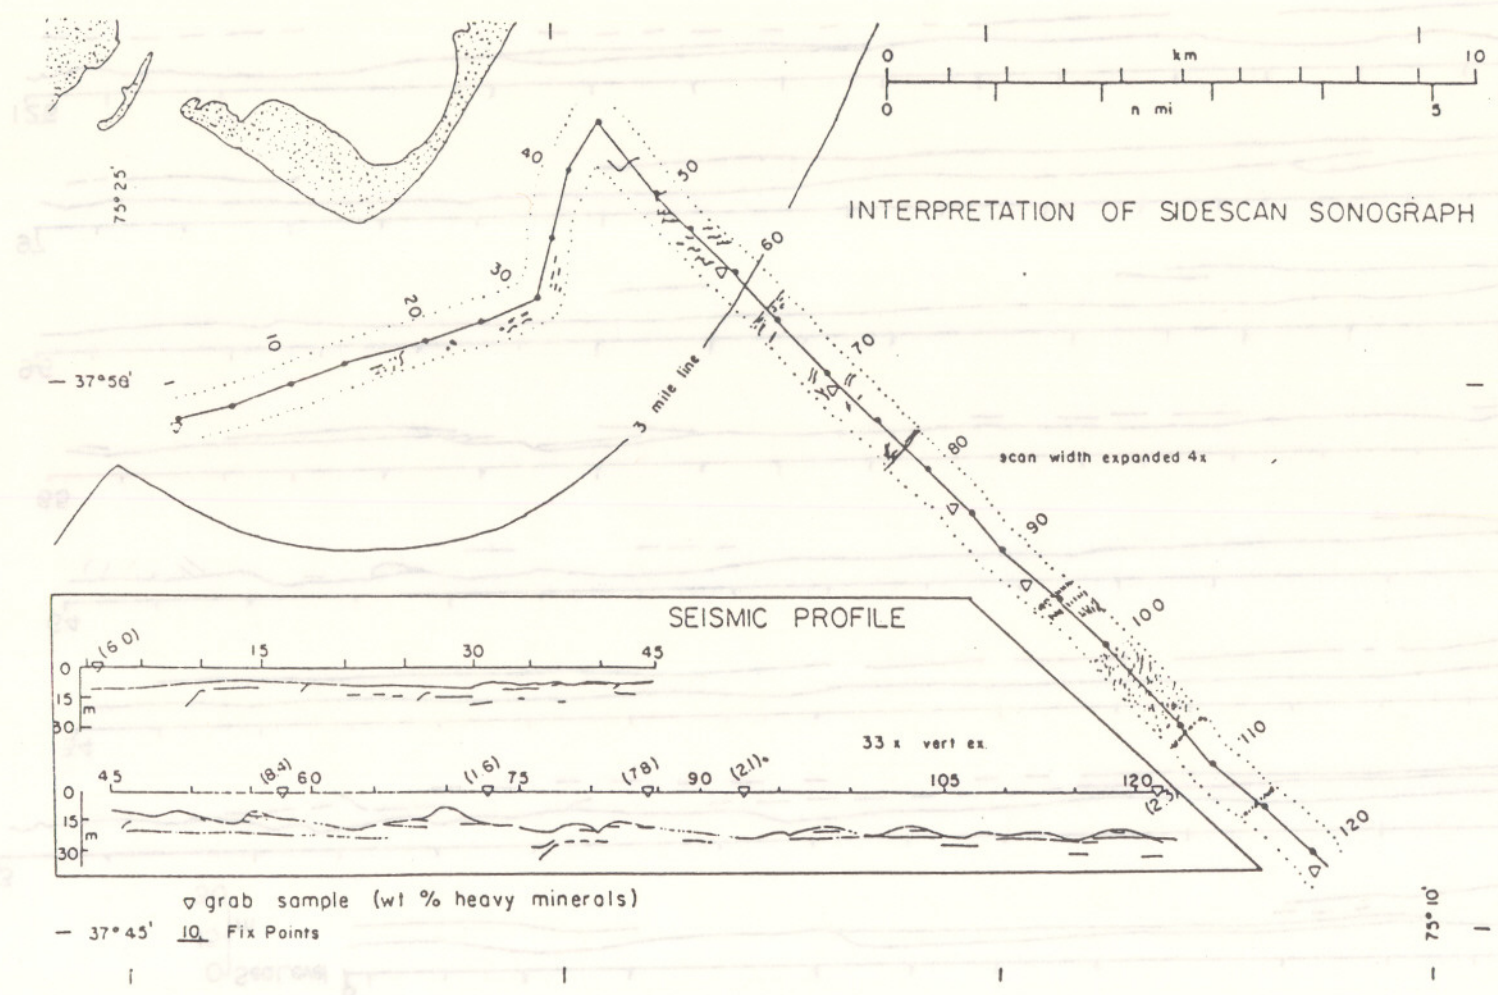 0 km 10
0 n mi 5
INTERPRETATION OF SIDESCAN SONOGRAPH
75° 25'
40
50
60
30
20
10
70
37°50'
3 mile line
80
scan width expanded 4x
90
100
110
120
SEISMIC PROFILE
(6 0)
15 30 45
0
15
m
30
33 x vert ex.
45 (8.4) 60 (1.6) 75 (7.8) 90 (2.1) 105 120
(2.3)
0
15
m
30
grab sample (wt % heavy minerals)
37° 45' 10 Fix Points
75° 10'
0 Sea Level